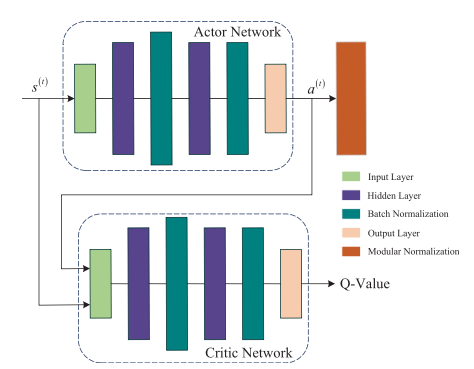 Actor Network
s^(t)
a^(t)
Input Layer
Hidden Layer
Batch Normalization
Output Layer
Modular Normalization
Q-Value
Critic Network